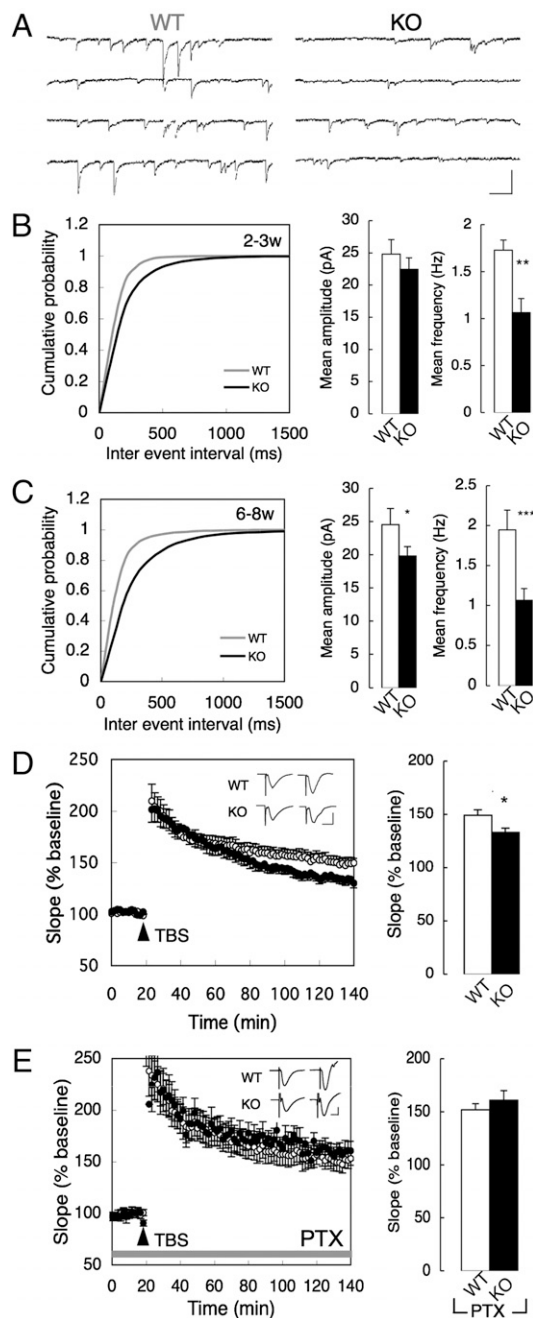 A
WT
KO
B
Cumulative probability
1.2
1
0.8
0.6
0.4
0.2
0
2-3w
WT
KO
0
500
1000
1500
Inter event interval (ms)
Mean amplitude (pA)
30
25
20
15
10
5
0
WT
KO
Mean frequency (Hz)
2
1.5
1
0.5
0
**
WT
KO
C
Cumulative probability
1.2
1
0.8
0.6
0.4
0.2
0
6-8w
WT
KO
0
500
1000
1500
Inter event interval (ms)
Mean amplitude (pA)
30
25
20
15
10
5
0
*
WT
KO
Mean frequency (Hz)
2.5
2
1.5
1
0.5
0
***
WT
KO
D
Slope (% baseline)
250
200
150
100
50
WT
KO
TBS
0 20 40 60 80 100 120 140
Time (min)
Slope (% baseline)
200
150
100
50
0
*
WT
KO
E
Slope (% baseline)
250
200
150
100
50
WT
KO
TBS
PTX
0 20 40 60 80 100 120 140
Time (min)
Slope (% baseline)
200
150
100
50
0
WT
KO
PTX